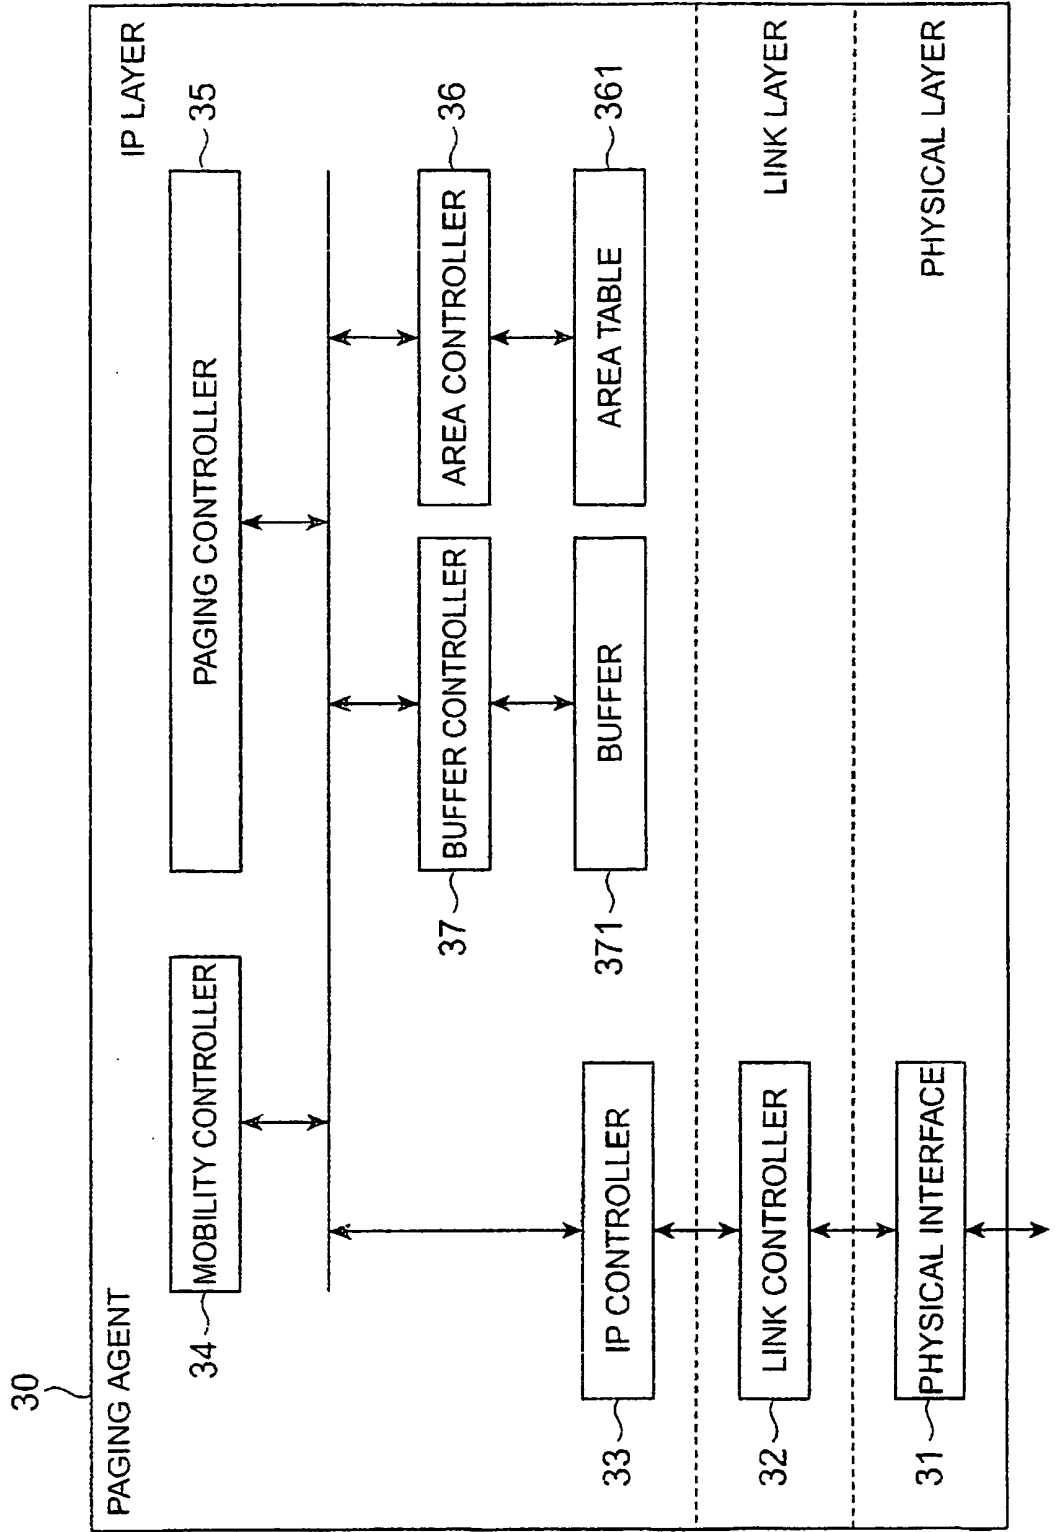 30
PAGING AGENT
IP LAYER
34
MOBILITY CONTROLLER
PAGING CONTROLLER
35
37
BUFFER CONTROLLER
AREA CONTROLLER
36
371
BUFFER
AREA TABLE
361
33
IP CONTROLLER
32
LINK CONTROLLER
LINK LAYER
31
PHYSICAL INTERFACE
PHYSICAL LAYER